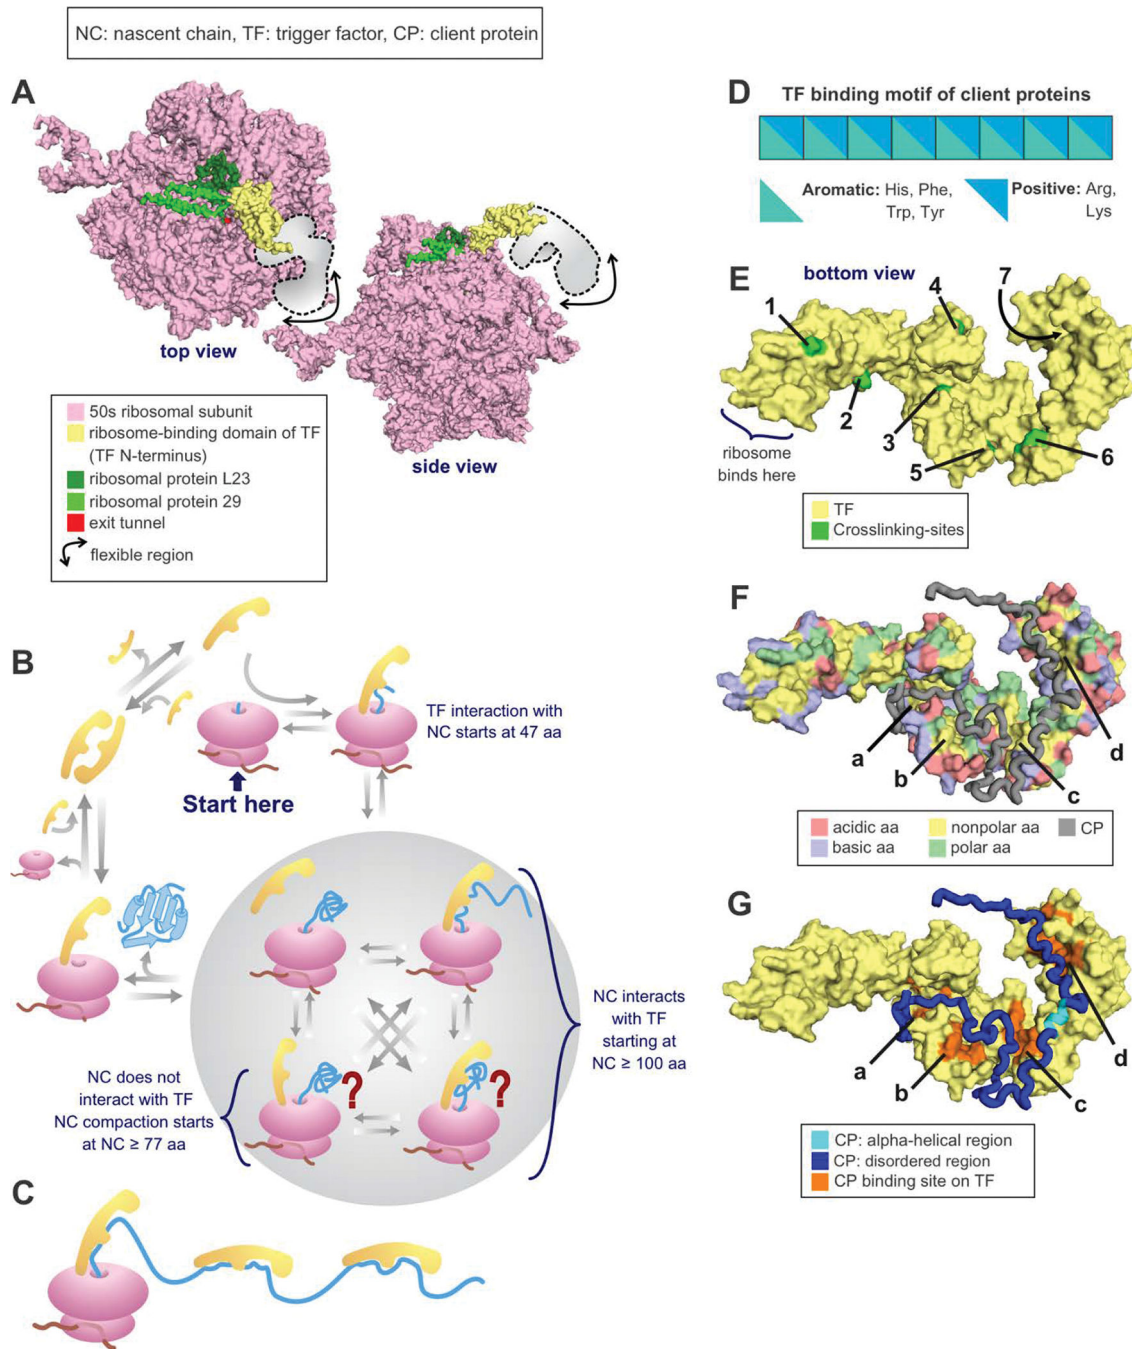 NC: nascent chain, TF: trigger factor, CP: client protein
A
top view
side view
50s ribosomal subunit
ribosome-binding domain of TF
(TF N-terminus)
ribosomal protein L23
ribosomal protein 29
exit tunnel
flexible region
B
TF interaction with
NC starts at 47 aa
Start here
NC interacts
with TF
starting at
NC ≥ 100 aa
NC does not
interact with TF
NC compaction starts
at NC ≥ 77 aa
?
?
C
D
TF binding motif of client proteins
Aromatic: His, Phe,
Trp, Tyr
Positive: Arg,
Lys
E
bottom view
1
2
3
4
5
6
7
ribosome
binds here
TF
Crosslinking-sites
F
a
b
c
d
acidic aa
nonpolar aa
CP
basic aa
polar aa
G
a
b
c
d
CP: alpha-helical region
CP: disordered region
CP binding site on TF